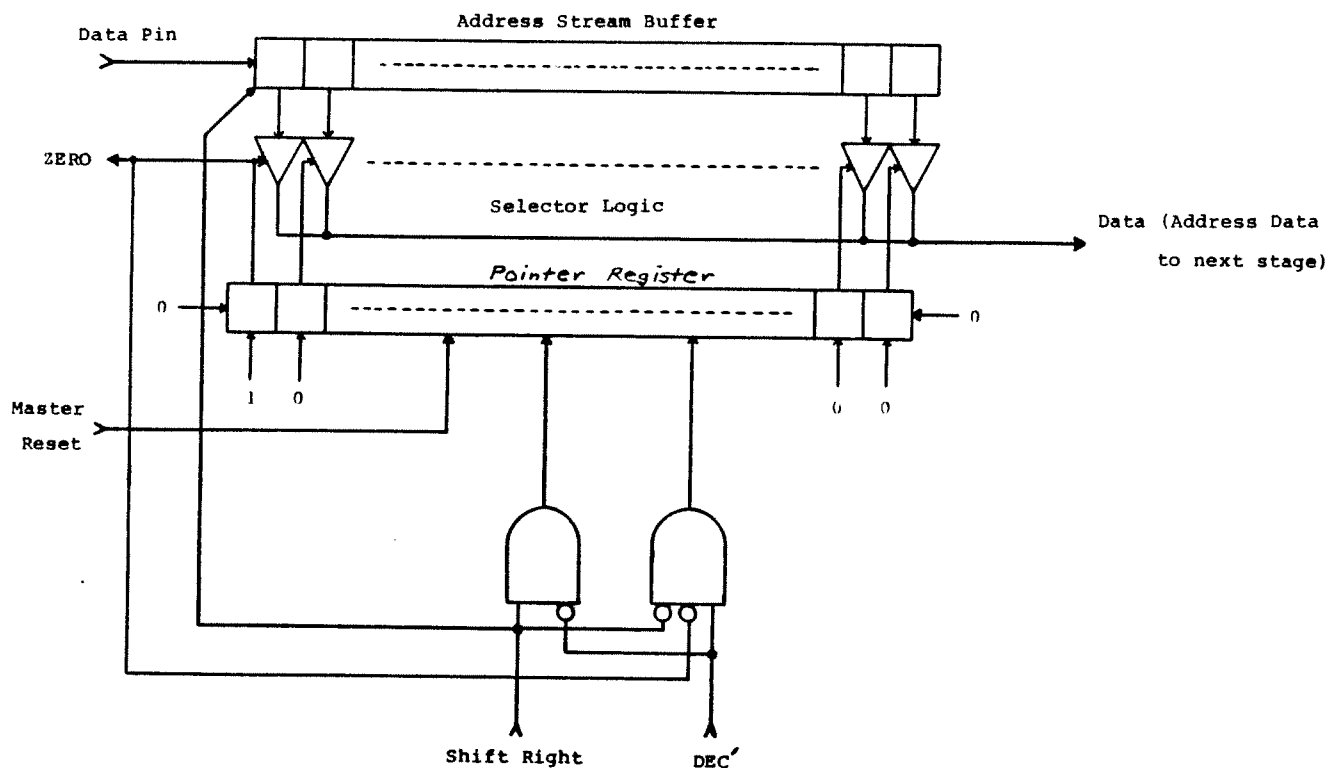 Address Stream Buffer
Data Pin
ZERO
Selector Logic
Data (Address Data
to next stage)
Pointer Register
0
0
1 0
0 0
Master
Reset
Shift Right
DEC′